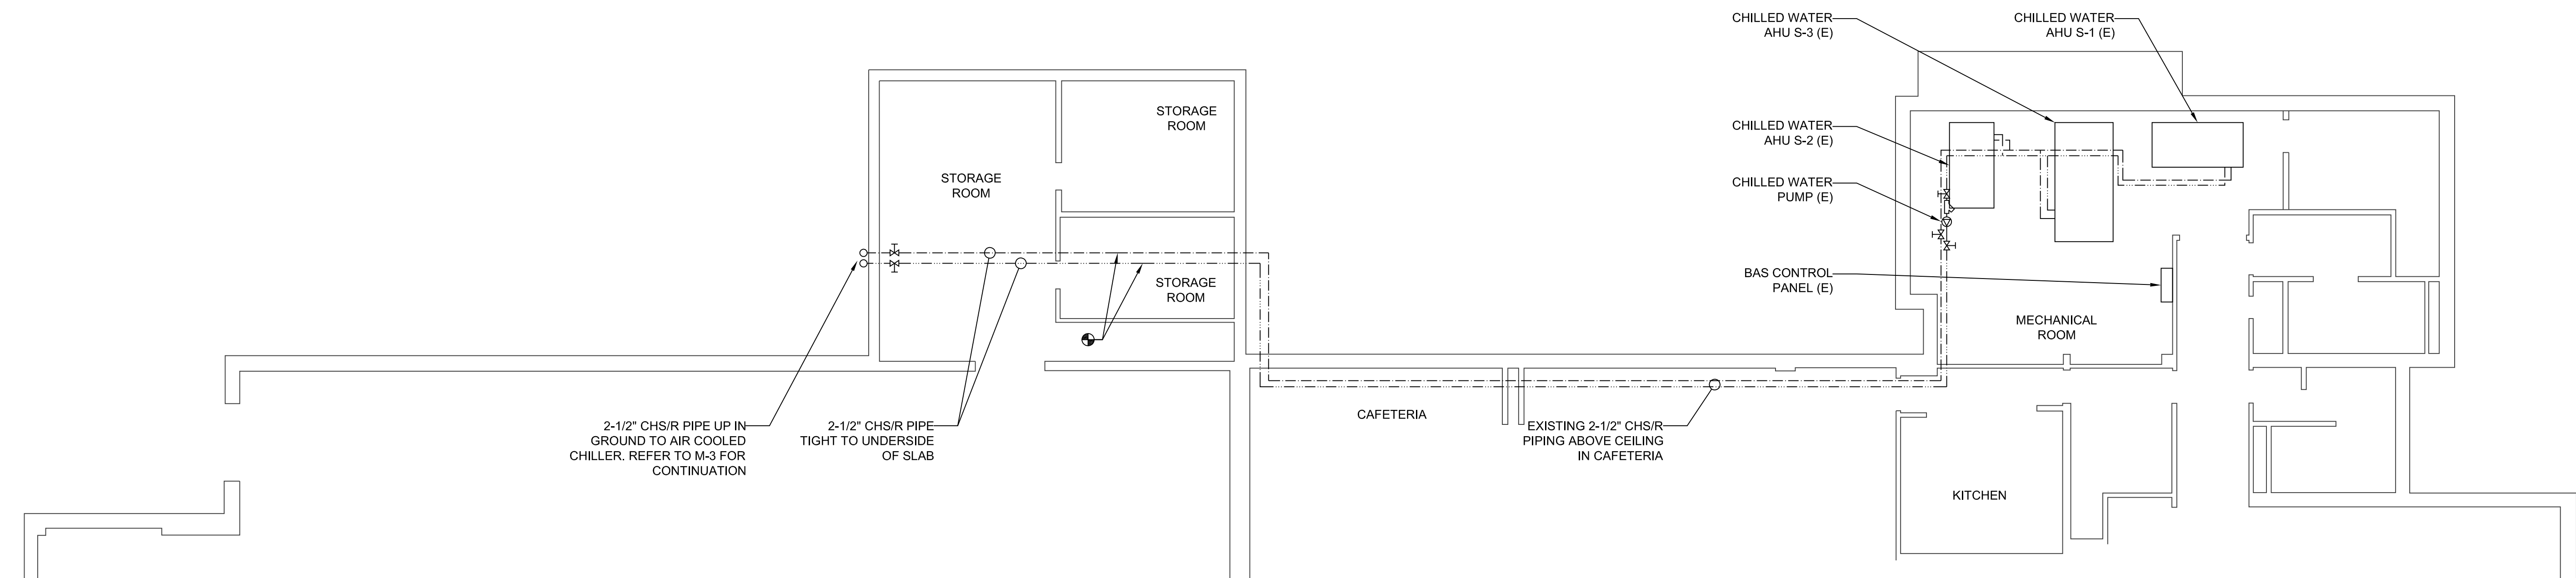 CHILLED WATER
AHU S-3 (E)
CHILLED WATER
AHU S-1 (E)
STORAGE
ROOM
CHILLED WATER
AHU S-2 (E)
STORAGE
ROOM
CHILLED WATER
PUMP (E)
BAS CONTROL
PANEL (E)
STORAGE
ROOM
MECHANICAL
ROOM
CAFETERIA
2-1/2" CHS/R PIPE UP IN
GROUND TO AIR COOLED
CHILLER. REFER TO M-3 FOR
CONTINUATION
2-1/2" CHS/R PIPE
TIGHT TO UNDERSIDE
OF SLAB
EXISTING 2-1/2" CHS/R
PIPING ABOVE CEILING
IN CAFETERIA
KITCHEN